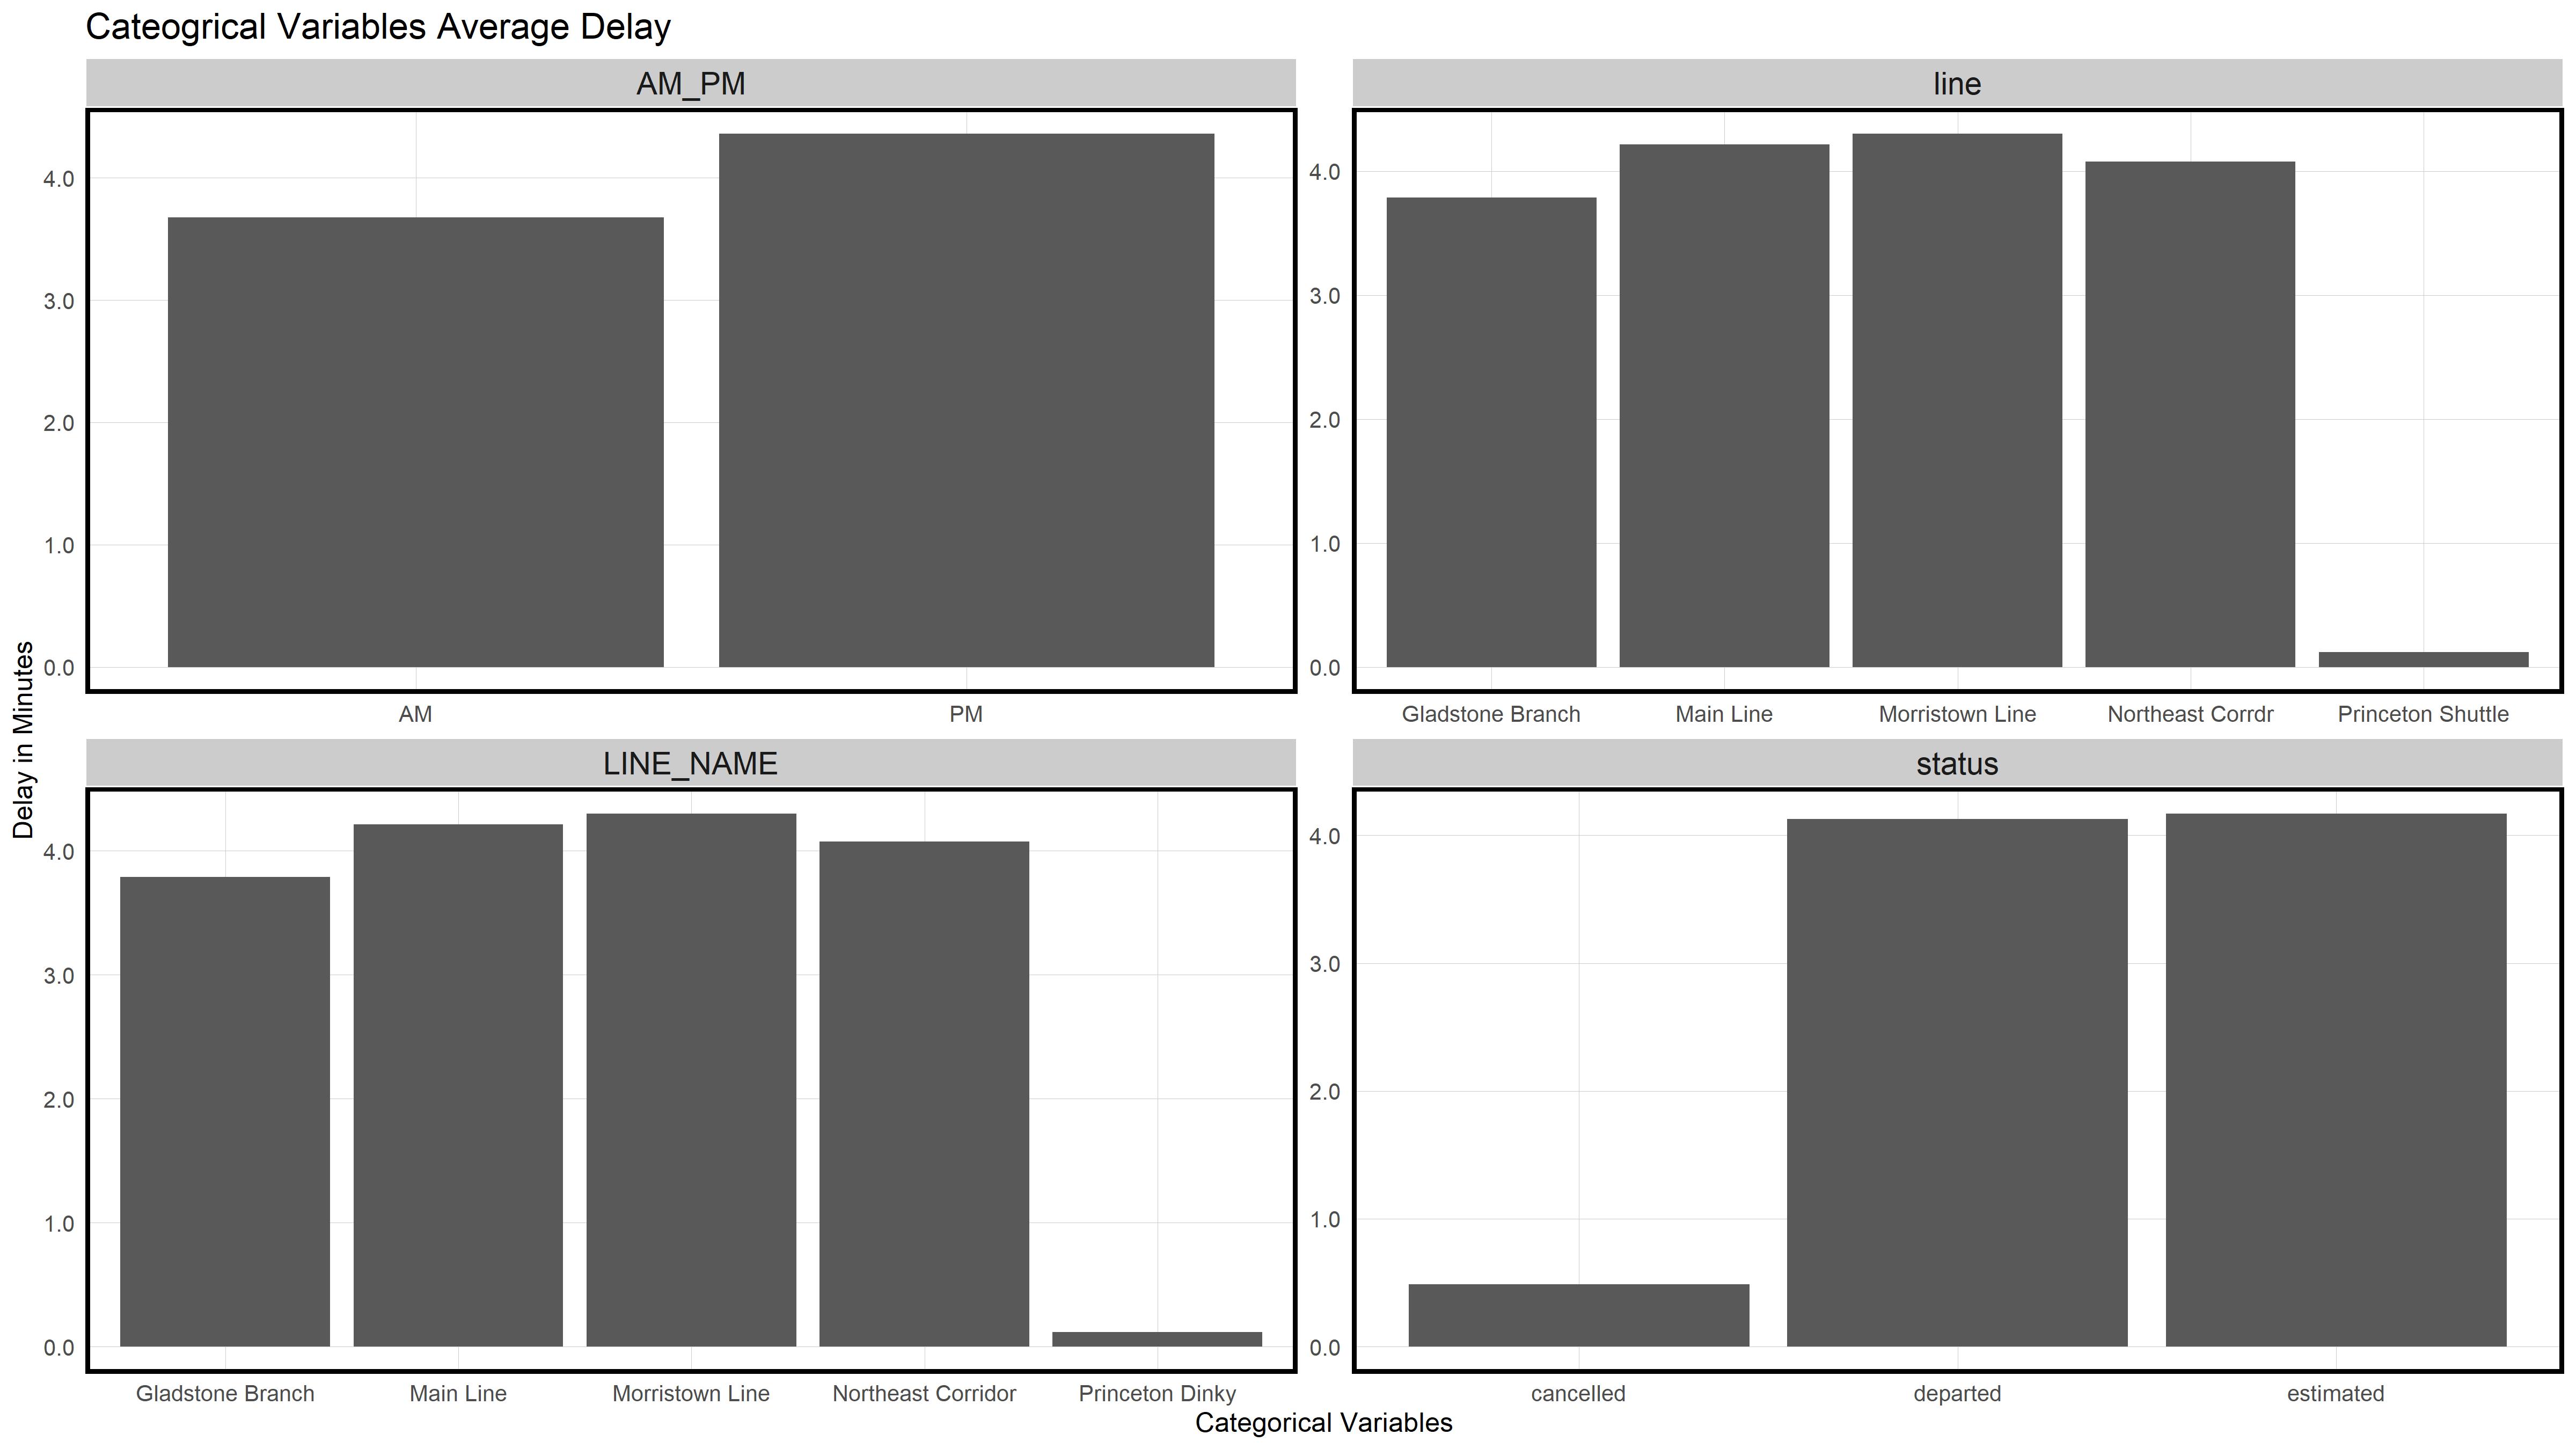 Cateogrical Variables Average Delay
AM_PM
4.0
3.0
2.0
1.0
0.0
AM PM
line
4.0
3.0
2.0
1.0
0.0
Gladstone Branch Main Line Morristown Line Northeast Corrdr Princeton Shuttle
Delay in Minutes
LINE_NAME
4.0
3.0
2.0
1.0
0.0
Gladstone Branch Main Line Morristown Line Northeast Corridor Princeton Dinky
status
4.0
3.0
2.0
1.0
0.0
cancelled departed estimated
Categorical Variables